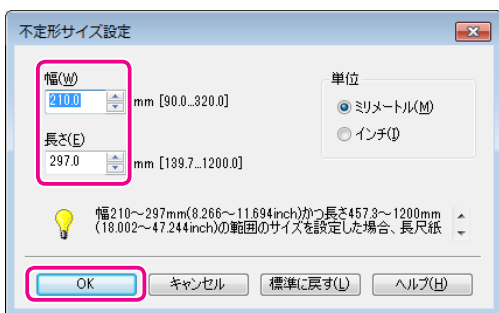 不定形サイズ設定
幅(W)
210.0 mm [90.0...320.0]
長さ(E)
297.0 mm [139.7...1200.0]
単位
ミリメートル(M)
インチ(I)
幅210～297mm(8.266～11.694inch)かつ長さ457.3～1200mm
(18.002～47.244inch)の範囲のサイズを設定した場合、長尺紙
OK キャンセル 標準に戻す(L) ヘルプ(H)